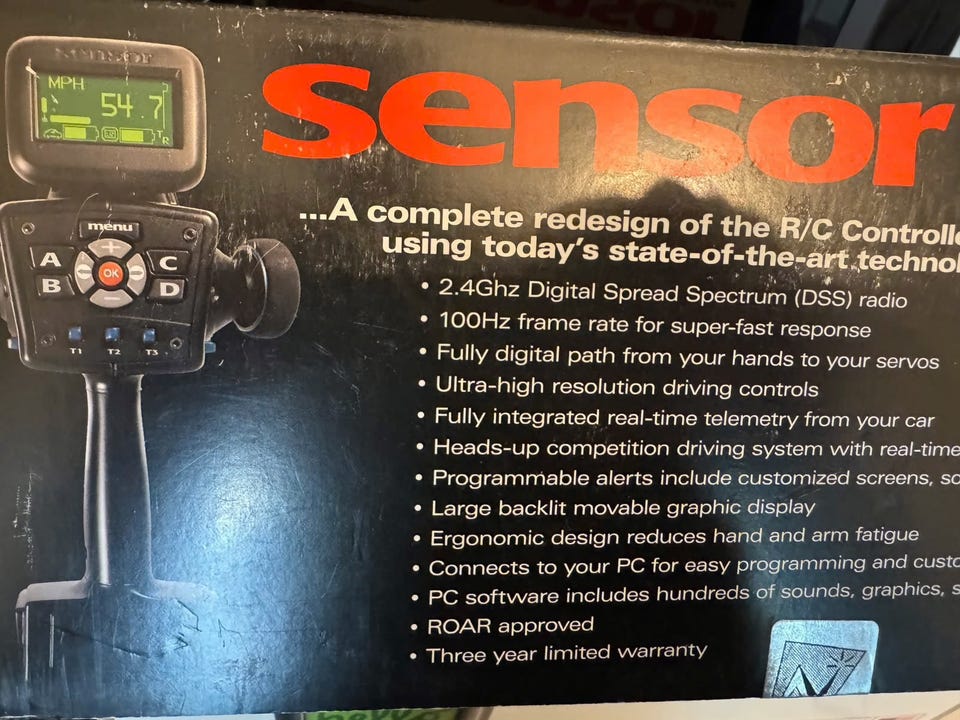 SENSOR
MPH
54.7
T
R
menu
A
B
OK
C
D
T1 T2 T3
sensor
...A complete redesign of the R/C
using today's state-of-the-art
• 2.4Ghz Digital Spread Spectrum (DSS) radio
• 100Hz frame rate for super-fast response
• Fully digital path from your hands to your servos
• Ultra-high resolution driving controls
• Fully integrated real-time telemetry from your car
• Heads-up competition driving system with real-time
• Programmable alerts include customized screens,
• Large backlit movable graphic display
• Ergonomic design reduces hand and arm fatigue
• Connects to your PC for easy programming and
• PC software includes hundreds of sounds, graphics,
• ROAR approved
• Three year limited warranty